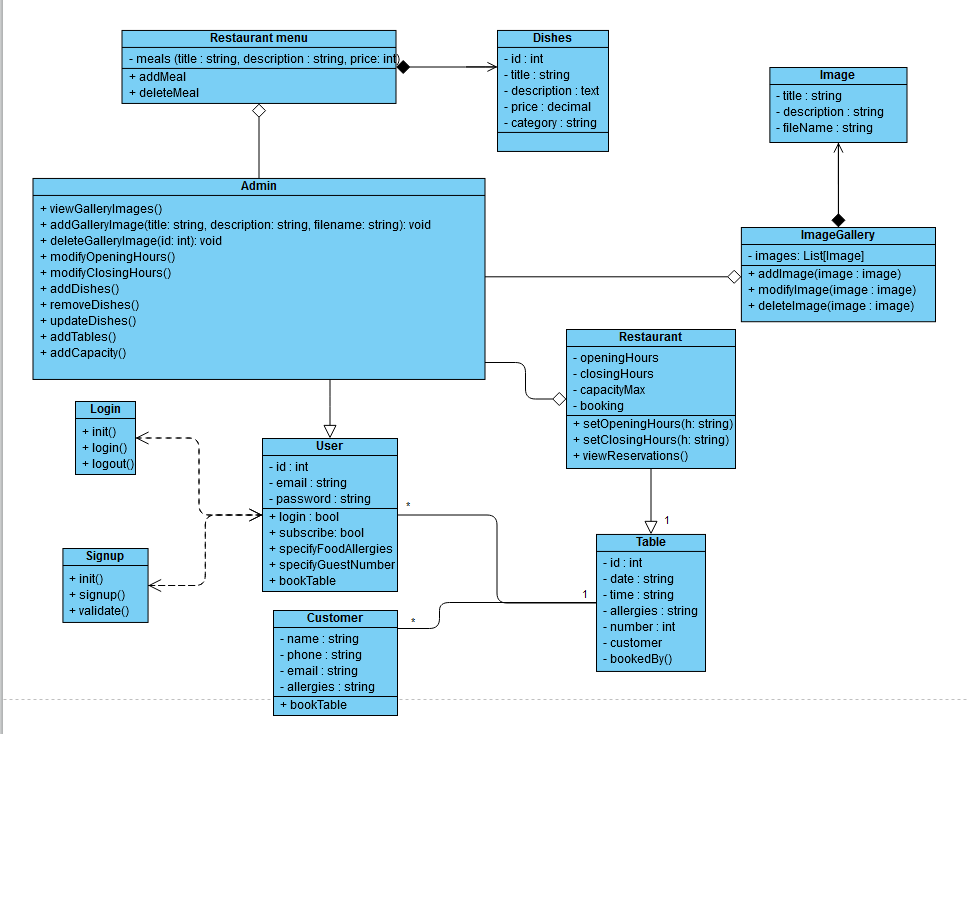 Restaurant menu
- meals (title : string, description : string, price: int)
+ addMeal
+ deleteMeal
Dishes
- id : int
- title : string
- description : text
- price : decimal
- category : string
Image
- title : string
- description : string
- fileName : string
Admin
+ viewGalleryImages()
+ addGalleryImage(title: string, description: string, filename: string): void
+ deleteGalleryImage(id: int): void
+ modifyOpeningHours()
+ modifyClosingHours()
+ addDishes()
+ removeDishes()
+ updateDishes()
+ addTables()
+ addCapacity()
ImageGallery
- images: List[Image]
+ addImage(image : image)
+ modifyImage(image : image)
+ deleteImage(image : image)
Restaurant
- openingHours
- closingHours
- capacityMax
- booking
+ setOpeningHours(h: string)
+ setClosingHours(h: string)
+ viewReservations()
Login
+ init()
+ login()
+ logout()
User
- id : int
- email : string
- password : string
+ login : bool
+ subscribe: bool
+ specifyFoodAllergies
+ specifyGuestNumber
+ bookTable
*
1
Signup
+ init()
+ signup()
+ validate()
Table
- id : int
- date : string
- time : string
- allergies : string
- number : int
- customer
- bookedBy()
1
*
Customer
- name : string
- phone : string
- email : string
- allergies : string
+ bookTable